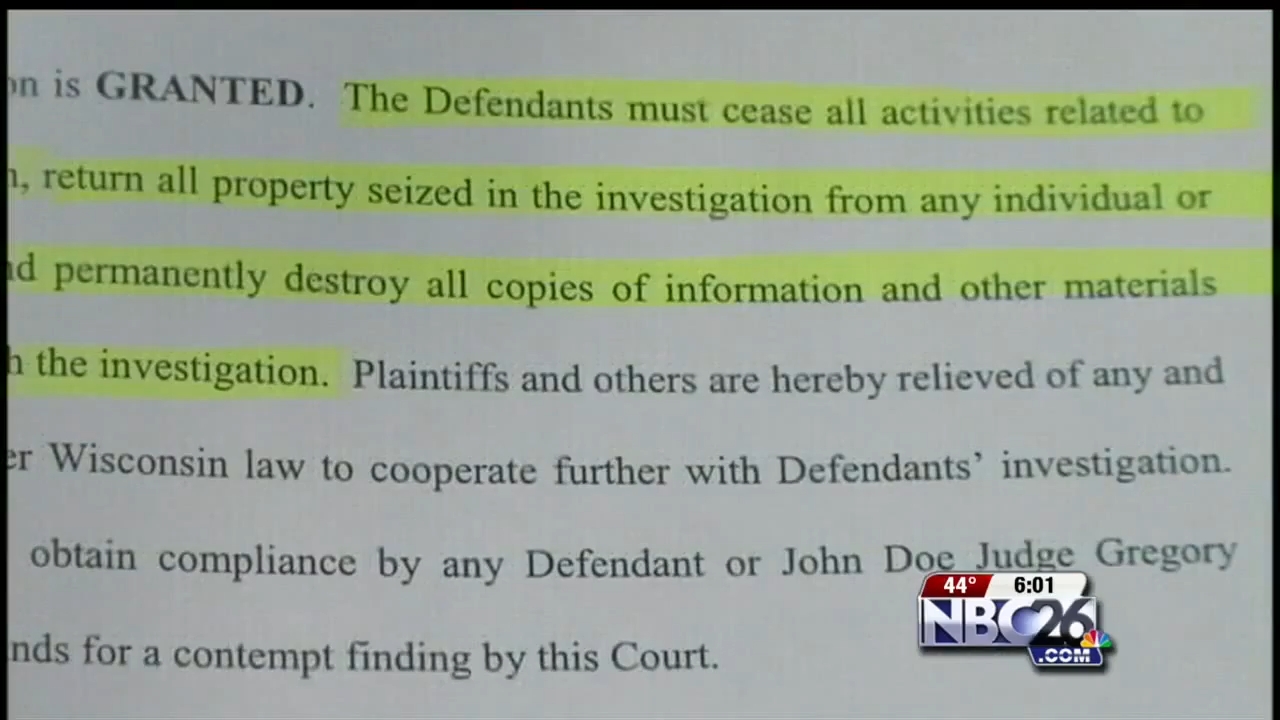 is GRANTED. The Defendants must cease all activities related to
return all property seized in the investigation from any individual or
permanently destroy all copies of information and other materials
the investigation. Plaintiffs and others are hereby relieved of any and
Wisconsin law to cooperate further with Defendants' investigation.
obtain compliance by any Defendant or John Doe Judge Gregory
for a contempt finding by this Court.
44° 6:01
NBC26
.COM